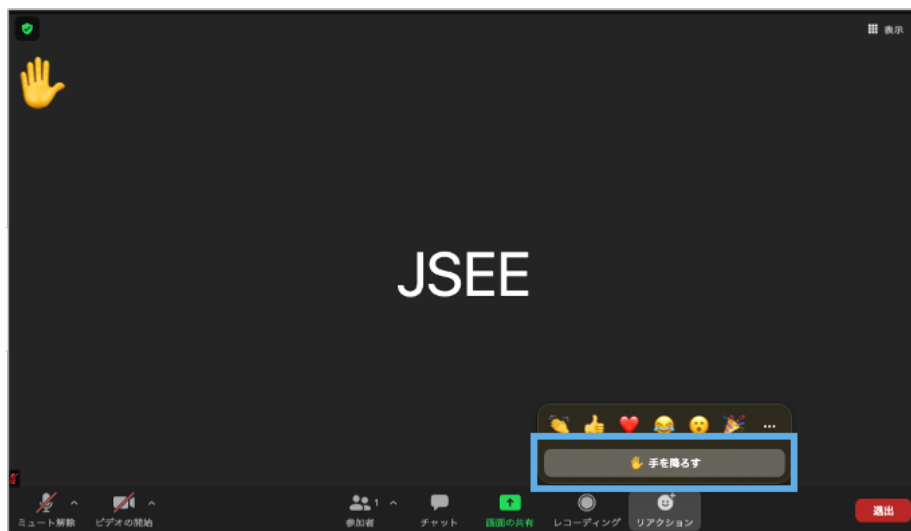 表示
JSEE
✋ 手を降ろす
ミュート解除
ビデオの開始
1
参加者
チャット
画面の共有
レコーディング
リアクション
退出